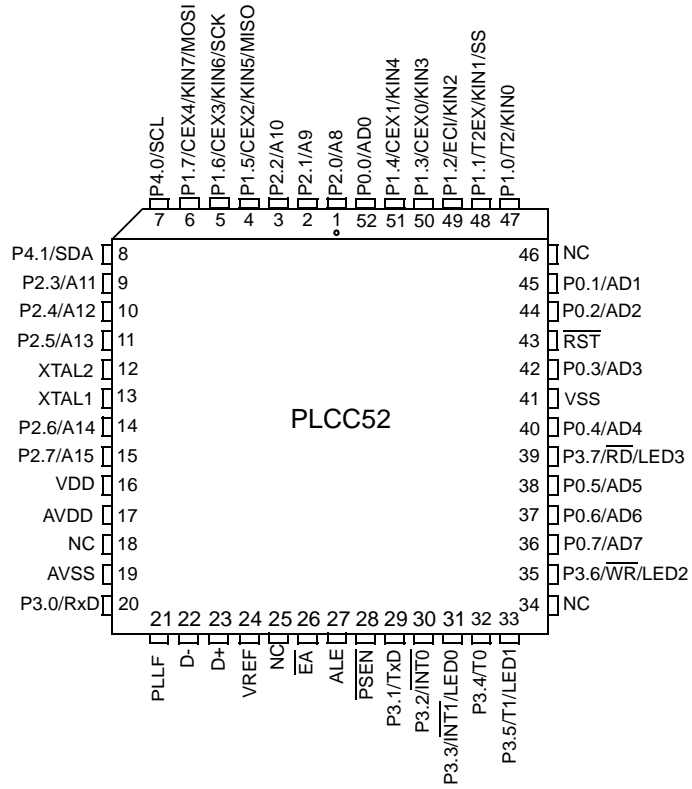 P4.0/SCL
P1.7/CEX4/KIN7/MOSI
P1.6/CEX3/KIN6/SCK
P1.5/CEX2/KIN5/MISO
P2.2/A10
P2.1/A9
P2.0/A8
P0.0/AD0
P1.4/CEX1/KIN4
P1.3/CEX0/KIN3
P1.2/ECI/KIN2
P1.1/T2EX/KIN1/SS
P1.0/T2/KIN0
7 6 5 4 3 2 1 52 51 50 49 48 47
P4.1/SDA 8
P2.3/A11 9
P2.4/A12 10
P2.5/A13 11
XTAL2 12
XTAL1 13
P2.6/A14 14
P2.7/A15 15
VDD 16
AVDD 17
NC 18
AVSS 19
P3.0/RxD 20
PLCC52
46 NC
45 P0.1/AD1
44 P0.2/AD2
43 RST
42 P0.3/AD3
41 VSS
40 P0.4/AD4
39 P3.7/RD/LED3
38 P0.5/AD5
37 P0.6/AD6
36 P0.7/AD7
35 P3.6/WR/LED2
34 NC
21 22 23 24 25 26 27 28 29 30 31 32 33
PLLF
D-
D+
VREF
NC
EA
ALE
PSEN
P3.1/TxD
P3.2/INT0
P3.3/INT1/LED0
P3.4/T0
P3.5/T1/LED1